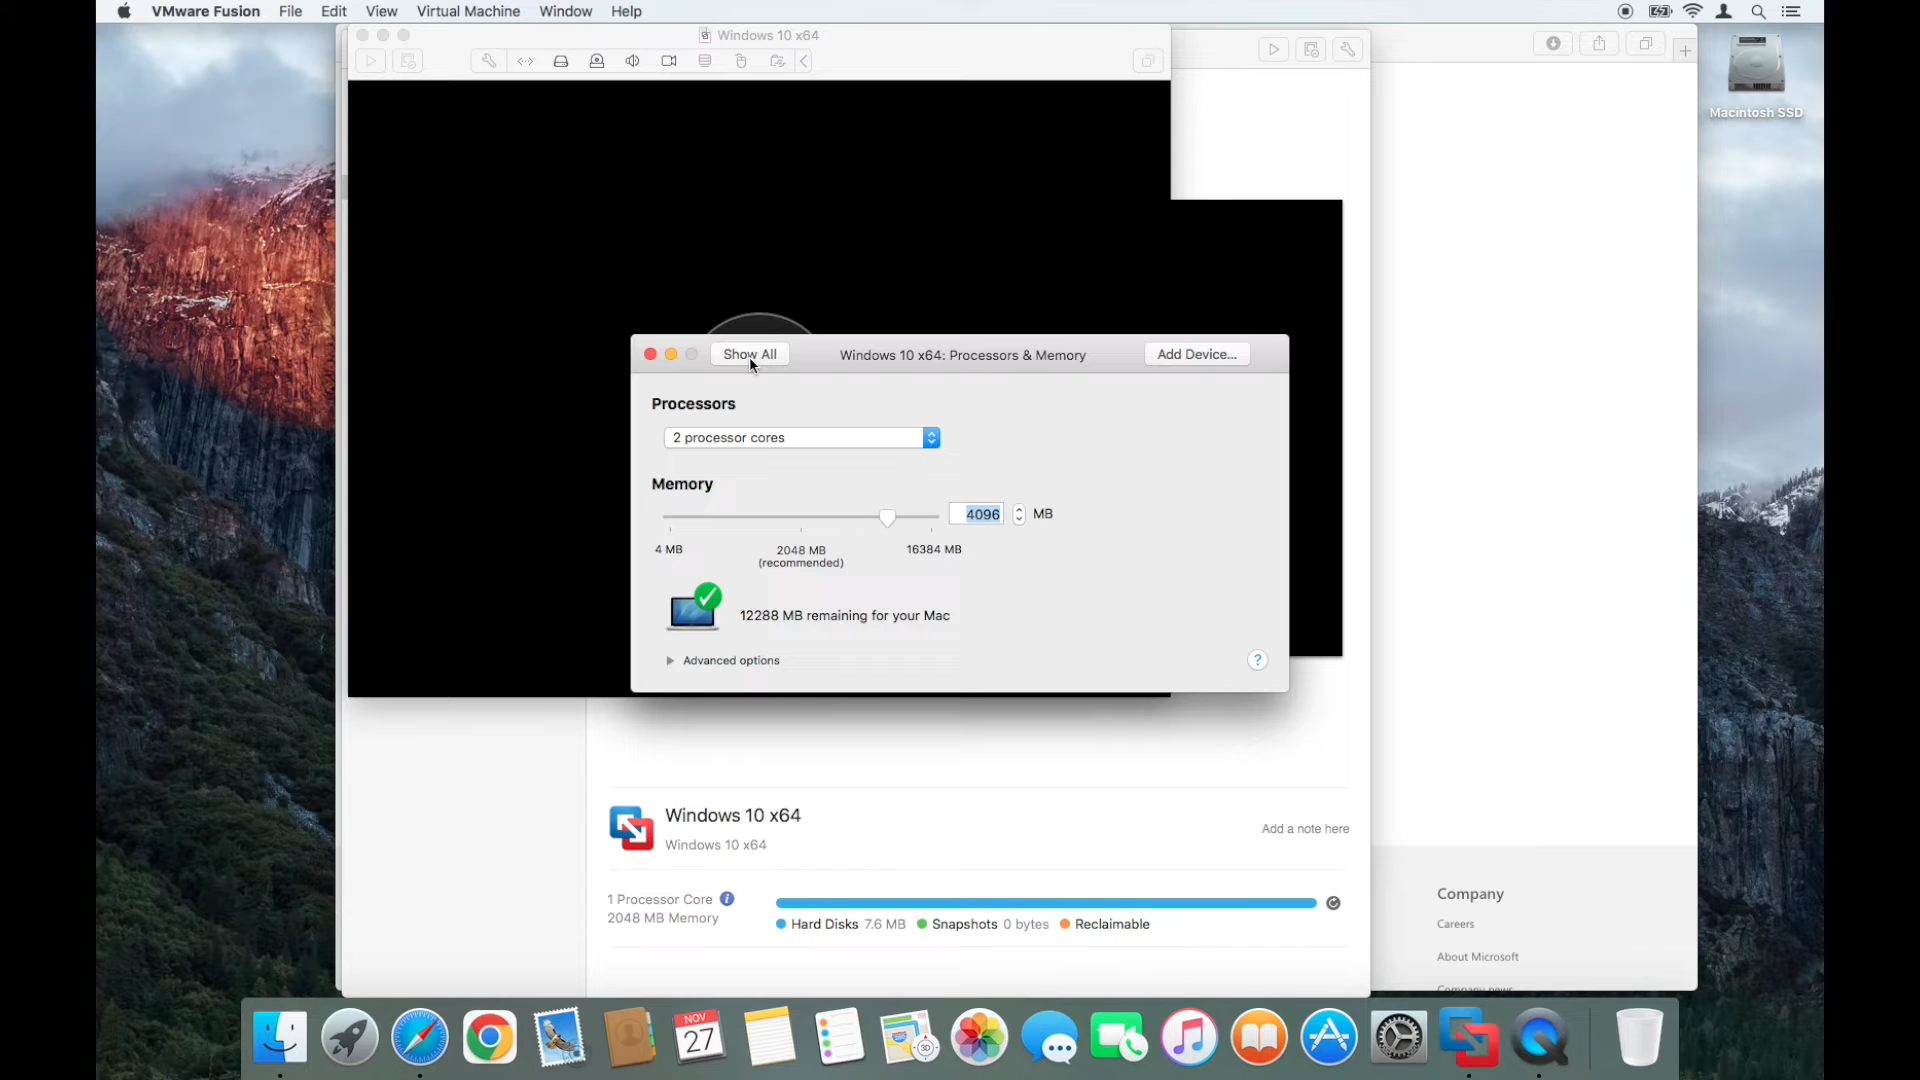 VMware Fusion File Edit View Virtual Machine Window Help
Windows 10 x64
Macintosh SSD
Show All
Windows 10 x64: Processors & Memory
Add Device...
Processors
2 processor cores
Memory
4096 MB
4 MB
2048 MB
(recommended)
16384 MB
12288 MB remaining for your Mac
Advanced options
?
Windows 10 x64
Windows 10 x64
Add a note here
1 Processor Core
2048 MB Memory
Hard Disks 7.6 MB Snapshots 0 bytes Reclaimable
Company
Careers
About Microsoft
Company news
NOV
27
3D